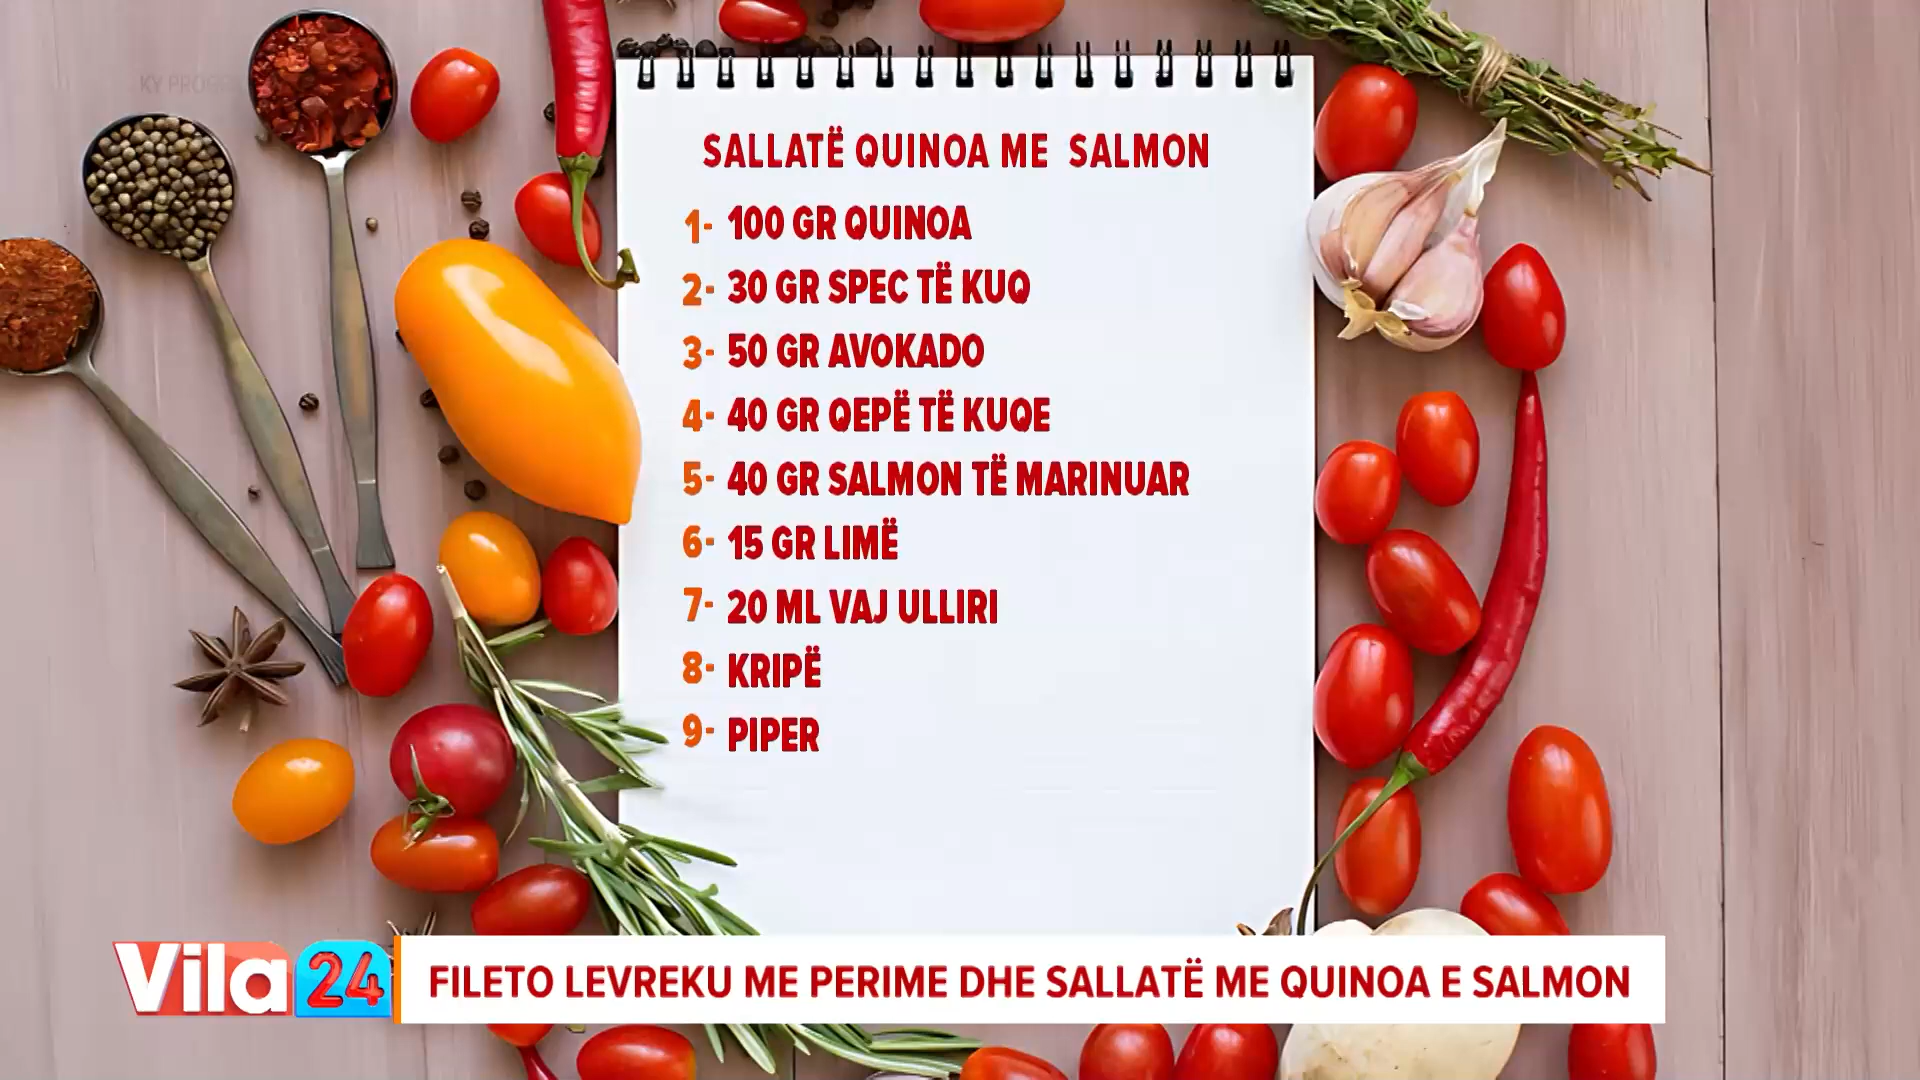 KY PROG
SALLATË QUINOA ME SALMON
1- 100 GR QUINOA
2- 30 GR SPEC TË KUQ
3- 50 GR AVOKADO
4- 40 GR QEPË TË KUQE
5- 40 GR SALMON TË MARINUAR
6- 15 GR LIMË
7- 20 ML VAJ ULLIRI
8- KRIPË
9- PIPER
Vila 24
FILETO LEVREKU ME PERIME DHE SALLATË ME QUINOA E SALMON